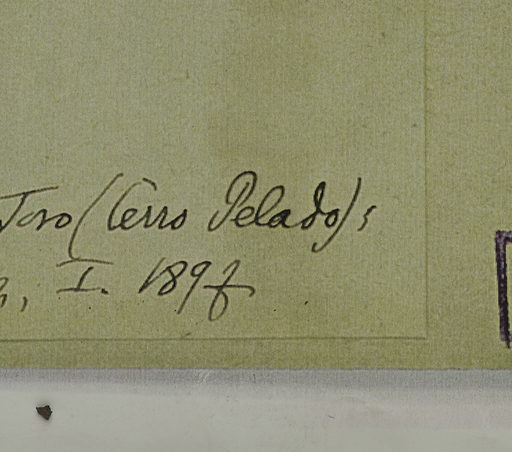 Toro (Cerro Pelado);
, I. 1897